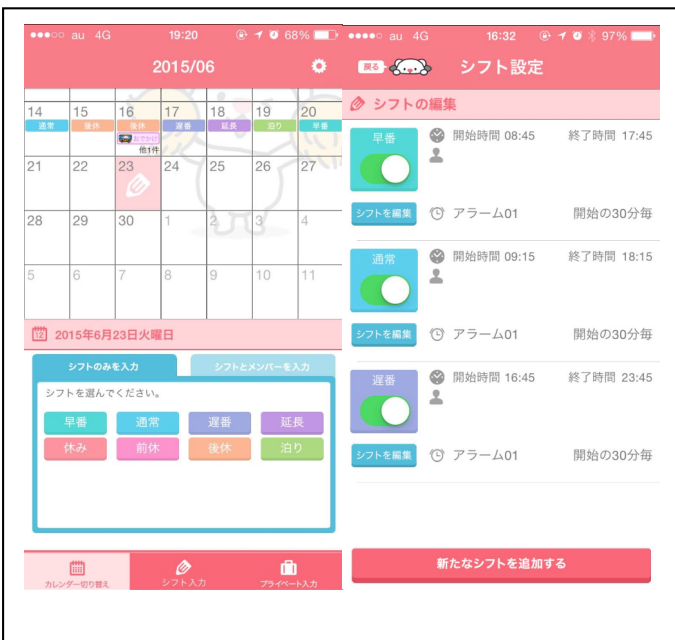 au 4G 19:20 68%
2015/06
14 15 16 17 18 19 20
通常 後休 後休 遅番 延長 泊り 早番
おでかけ
他1件
21 22 23 24 25 26 27
28 29 30 1 2 3 4
5 6 7 8 9 10 11
12 2015年6月23日火曜日
シフトのみを入力 シフトとメンバーを入力
シフトを選んでください。
早番 通常 遅番 延長
休み 前休 後休 泊り
カレンダー切り替え シフト入力 プライベート入力
au 4G 16:32 97%
戻る シフト設定
シフトの編集
早番 開始時間 08:45 終了時間 17:45
シフトを編集 アラーム01 開始の30分毎
通常 開始時間 09:15 終了時間 18:15
シフトを編集 アラーム01 開始の30分毎
遅番 開始時間 16:45 終了時間 23:45
シフトを編集 アラーム01 開始の30分毎
新たなシフトを追加する